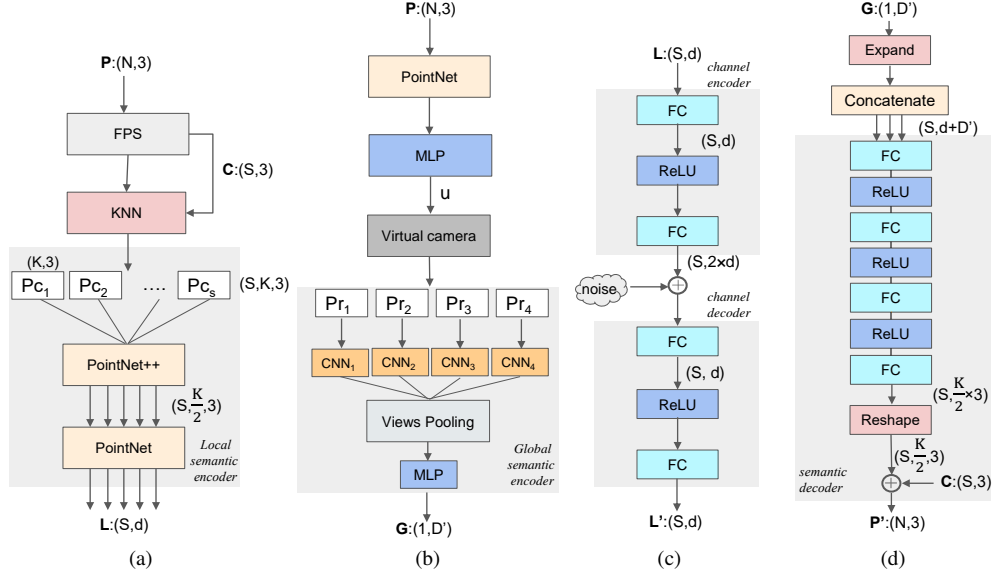 P:(N,3)
FPS
C:(S,3)
KNN
(K,3)
Pc₁ Pc₂ .... Pcₛ (S,K,3)
PointNet++
(S,K/2,3)
PointNet
Local
semantic
encoder
L:(S,d)
(a)
P:(N,3)
PointNet
MLP
u
Virtual camera
Pr₁ Pr₂ Pr₃ Pr₄
CNN₁ CNN₂ CNN₃ CNN₄
Views Pooling
MLP
Global
semantic
encoder
G:(1,D')
(b)
L:(S,d)
channel
encoder
FC
(S,d)
ReLU
FC
(S,2×d)
noise
channel
decoder
FC
(S, d)
ReLU
FC
L':(S,d)
(c)
G:(1,D')
Expand
Concatenate
(S,d+D')
FC
ReLU
FC
ReLU
FC
ReLU
FC
(S,K/2×3)
Reshape
(S,K/2,3)
semantic
decoder
C:(S,3)
P':(N,3)
(d)